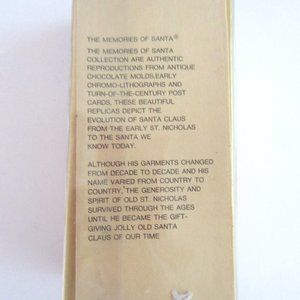 THE MEMORIES OF SANTA®
THE MEMORIES OF SANTA
COLLECTION ARE AUTHENTIC
REPRODUCTIONS FROM ANTIQUE
CHOCOLATE MOLDS,EARLY
CHROMO-LITHOGRAPHS AND
TURN-OF-THE-CENTURY POST
CARDS, THESE BEAUTIFUL
REPLICAS DEPICT THE
EVOLUTION OF SANTA CLAUS
FROM THE EARLY ST. NICHOLAS
TO THE SANTA WE
KNOW TODAY.
ALTHOUGH HIS GARMENTS CHANGED
FROM DECADE TO DECADE AND HIS
NAME VARIED FROM COUNTRY TO
COUNTRY, THE GENEROSITY AND
SPIRIT OF OLD ST. NICHOLAS
SURVIVED THROUGH THE AGES
UNTIL HE BECAME THE GIFT-
GIVING JOLLY OLD SANTA
CLAUS OF OUR TIME